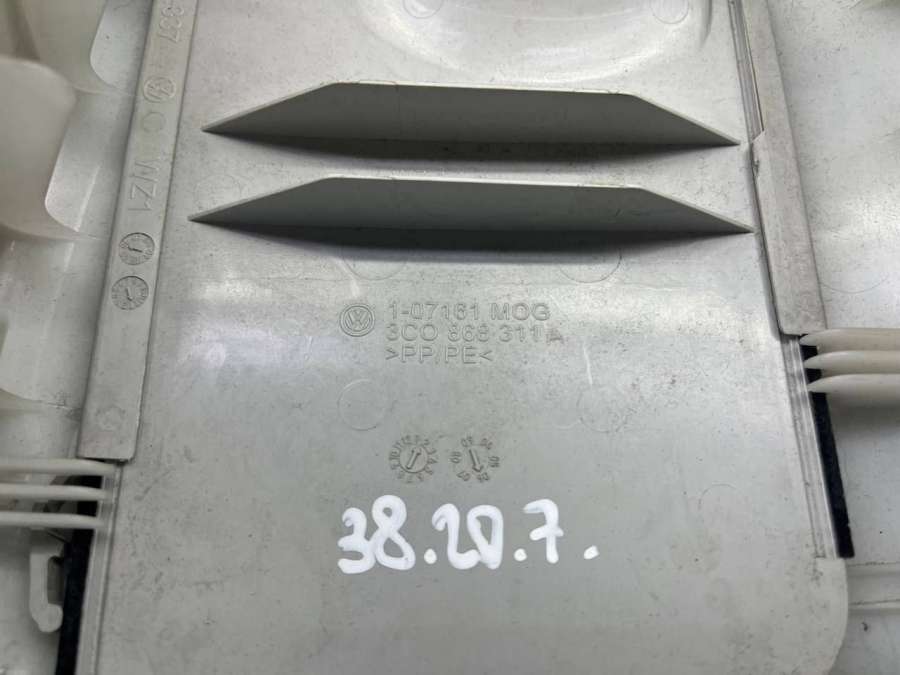 1-07161 MOG
3C0 868 311 A
>PP/PE<
38.20.7.